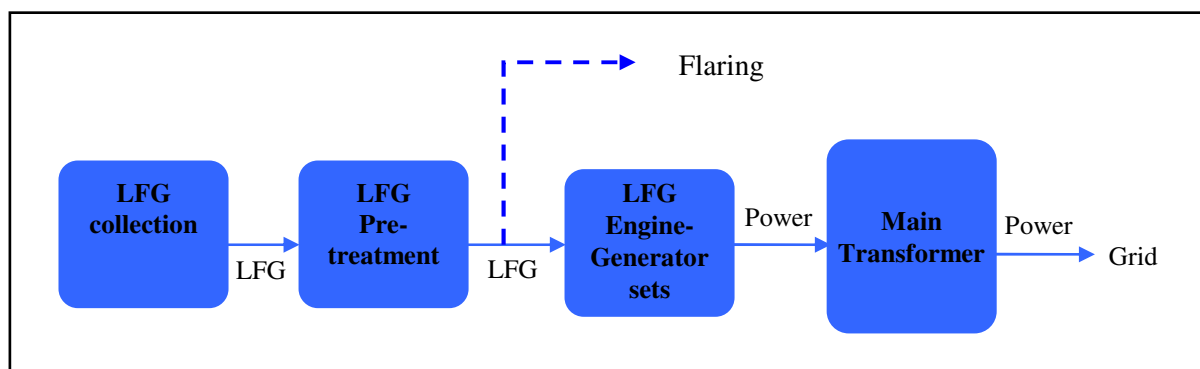 Flaring
LFG
collection
LFG
LFG
Pre-
treatment
LFG
LFG
Engine-
Generator
sets
Power
Main
Transformer
Power
Grid